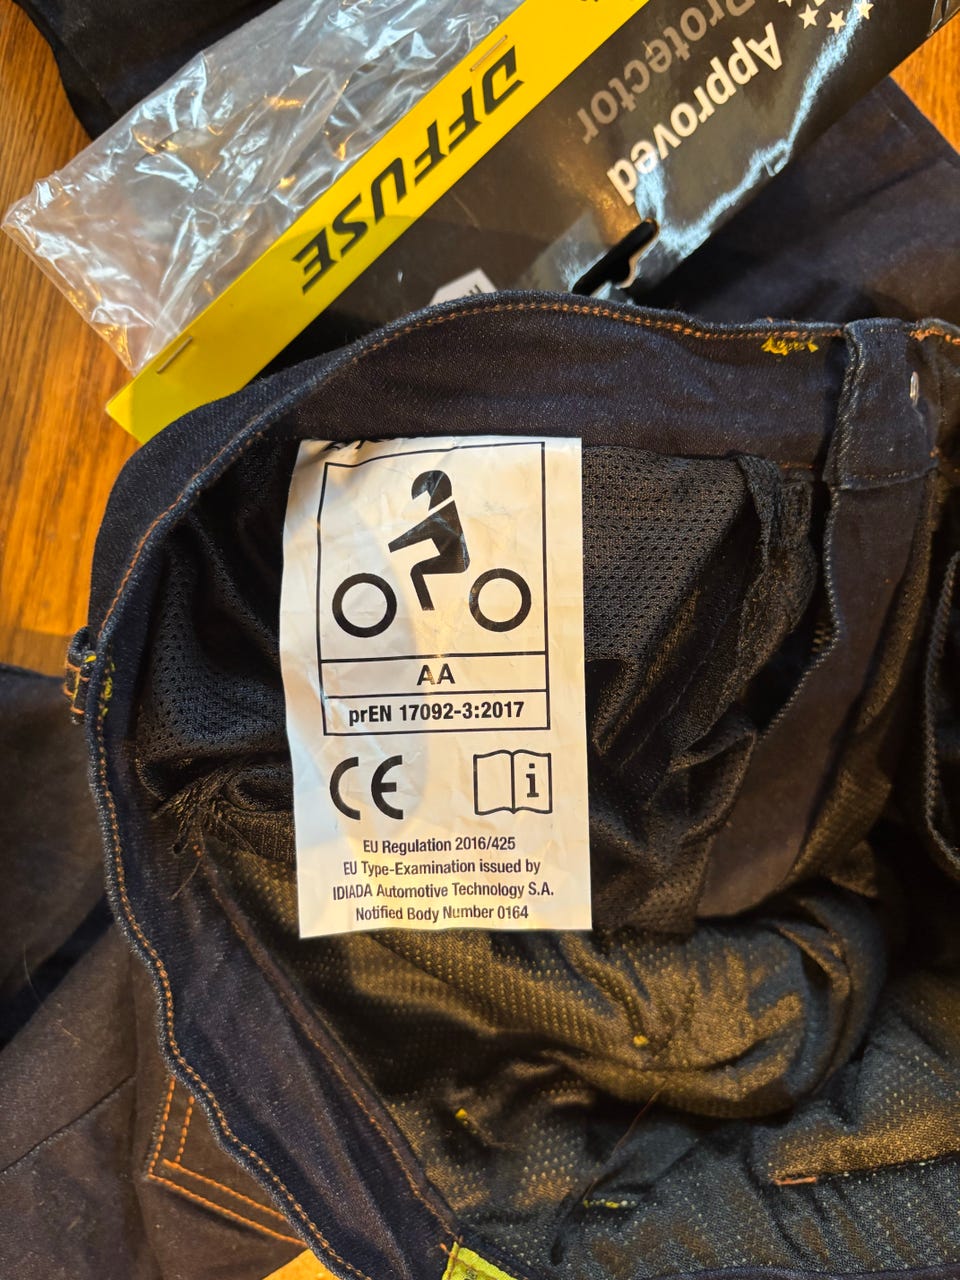 DFFUSE
Approved
Protector
AA
prEN 17092-3:2017
CE
i
EU Regulation 2016/425
EU Type-Examination issued by
IDIADA Automotive Technology S.A.
Notified Body Number 0164